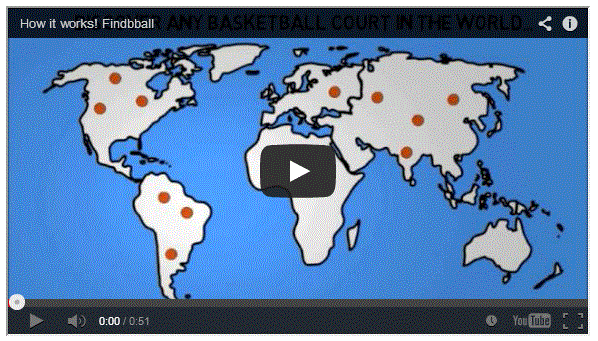 How it works! Findbball
R ANY BASKETBALL COURT IN THE WORLD
0:00 / 0:51
YouTube